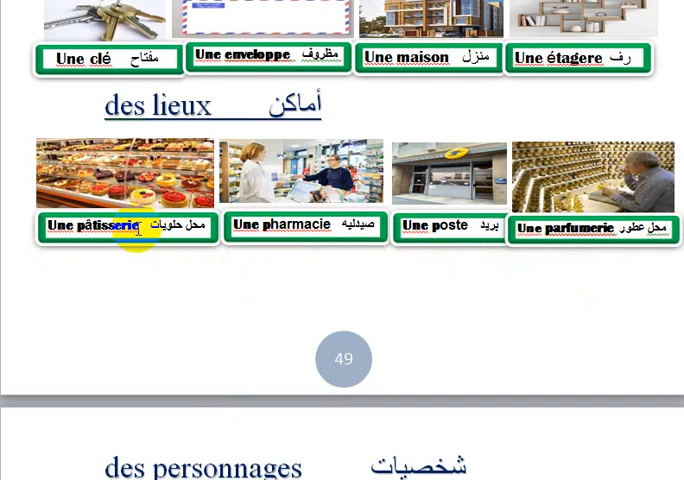 Une clé مفتاح
Une enveloppe مظروف
Une maison منزل
Une étagere رف
des lieux أماكن
Une pâtisserie محل حلويات
Une pharmacie صيدليه
Une poste بريد
Une parfumerie محل عطور
49
des personnages شخصيات